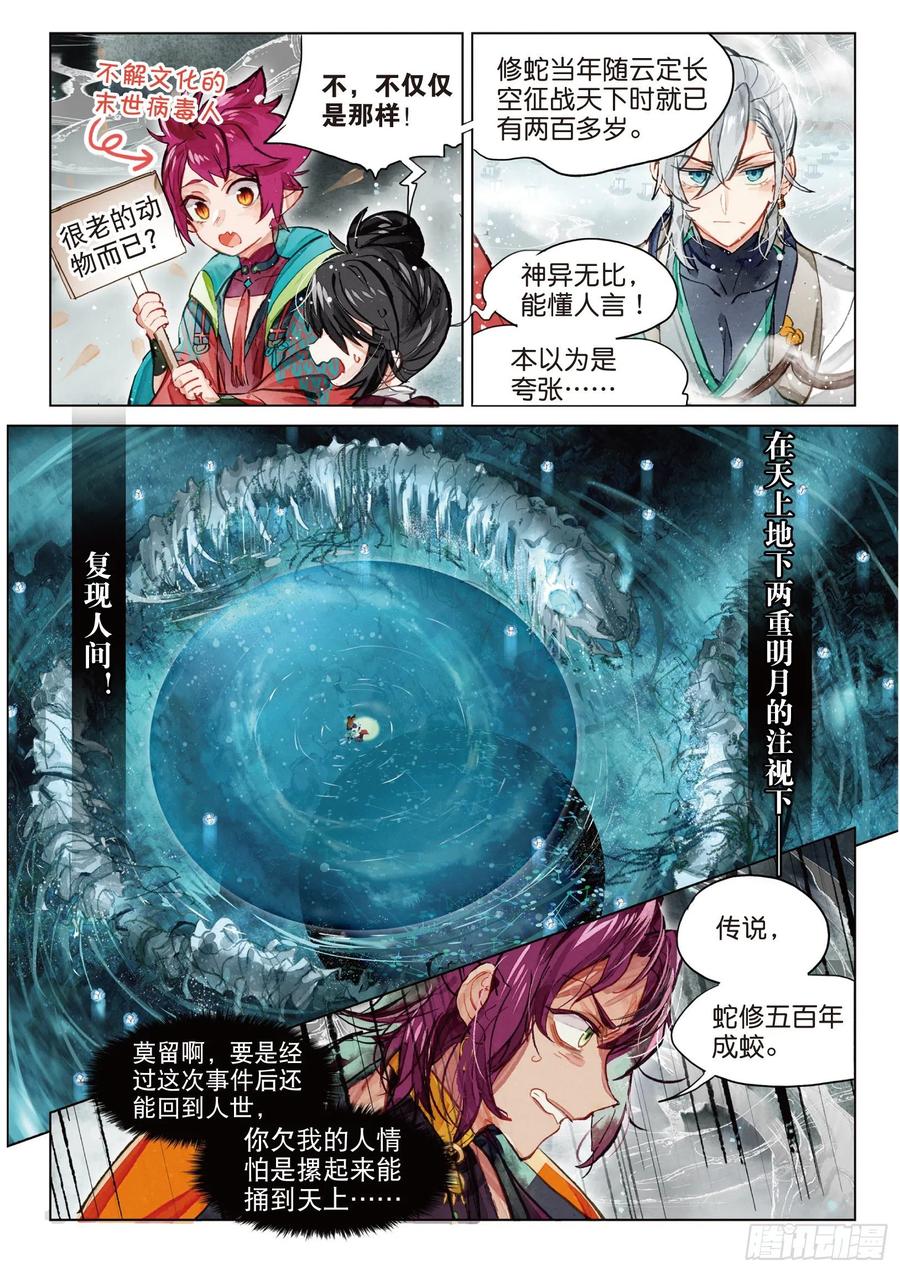 不解文化的
末世病毒人
很老的动
物而已？
不，不仅仅
是那样！
修蛇当年随云定长
空征战天下时就已
有两百多岁。
神异无比，
能懂人言！
本以为是
夸张……
在天上地下两重明月的注视下——
复现人间！
传说，
蛇修五百年
成蛟。
莫留啊，要是经
过这次事件后还
能回到人世，
你欠我的人情
怕是摞起来能
捅到天上……
腾讯动漫